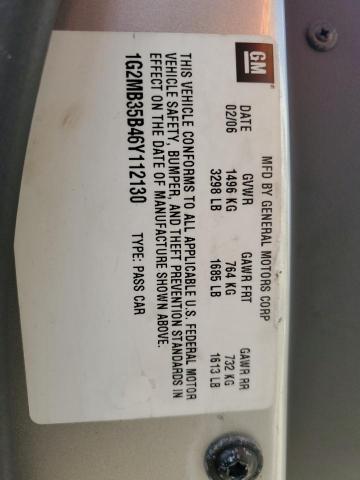 GM
MFD BY GENERAL MOTORS CORP
DATE GVWR GAWR FRT GAWR RR
02/06 1496 KG 764 KG 732 KG
3298 LB 1685 LB 1613 LB
THIS VEHICLE CONFORMS TO ALL APPLICABLE U.S. FEDERAL MOTOR
VEHICLE SAFETY, BUMPER, AND THEFT PREVENTION STANDARDS IN
EFFECT ON THE DATE OF MANUFACTURE SHOWN ABOVE.
1G2MB35B46Y112130 TYPE: PASS CAR